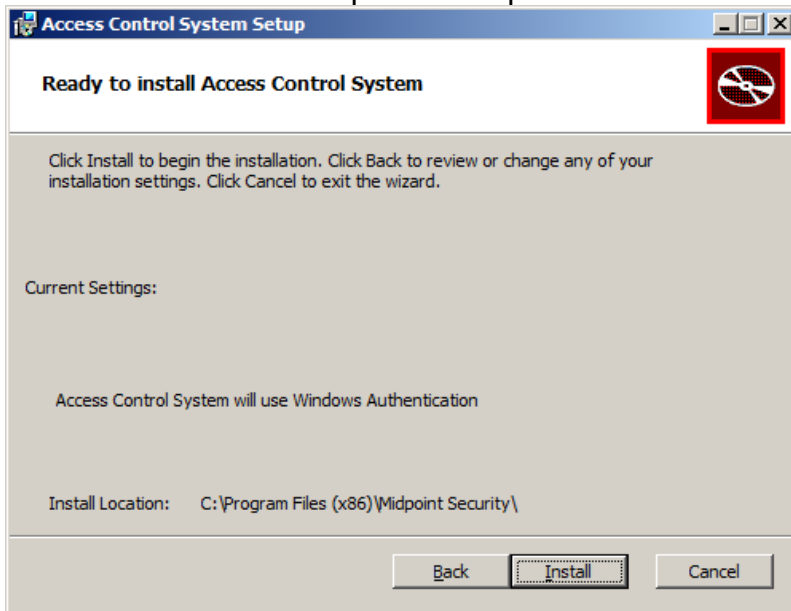 Access Control System Setup
Ready to install Access Control System
Click Install to begin the installation. Click Back to review or change any of your
installation settings. Click Cancel to exit the wizard.
Current Settings:
Access Control System will use Windows Authentication
Install Location: C:\Program Files (x86)\Midpoint Security\
Back Install Cancel